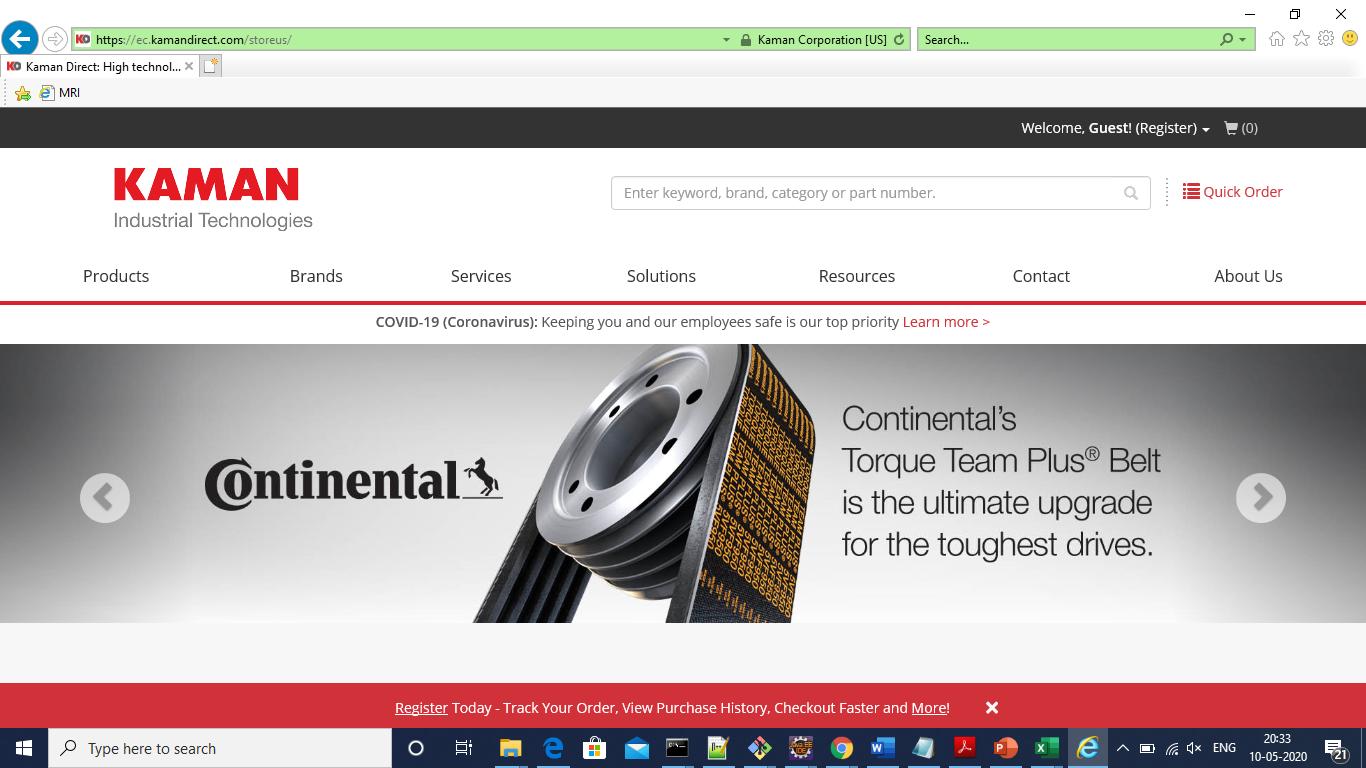 https://ec.kamandirect.com/storeus/
Kaman Corporation [US]
Search...
Kaman Direct: High technol...
MRI
Welcome, Guest! (Register)
(0)
KAMAN
Industrial Technologies
Enter keyword, brand, category or part number.
Quick Order
Products
Brands
Services
Solutions
Resources
Contact
About Us
COVID-19 (Coronavirus): Keeping you and our employees safe is our top priority Learn more >
Continental
Continental's
Torque Team Plus® Belt
is the ultimate upgrade
for the toughest drives.
Register Today - Track Your Order, View Purchase History, Checkout Faster and More!
Type here to search
ENG
20:33
10-05-2020
21